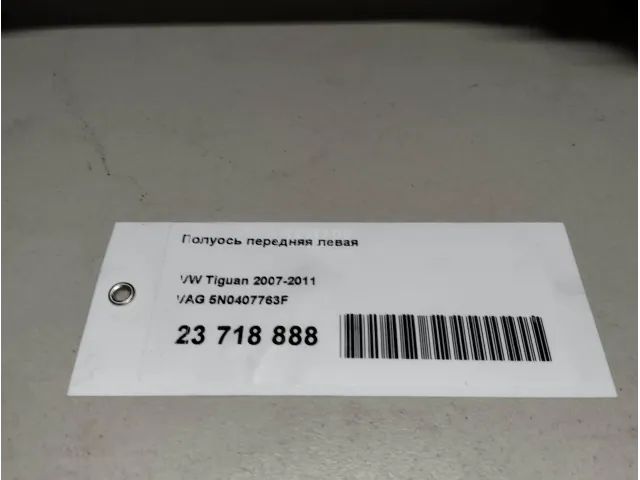 Полуось передняя левая
VW Tiguan 2007-2011
VAG 5N0407763F
23 718 888